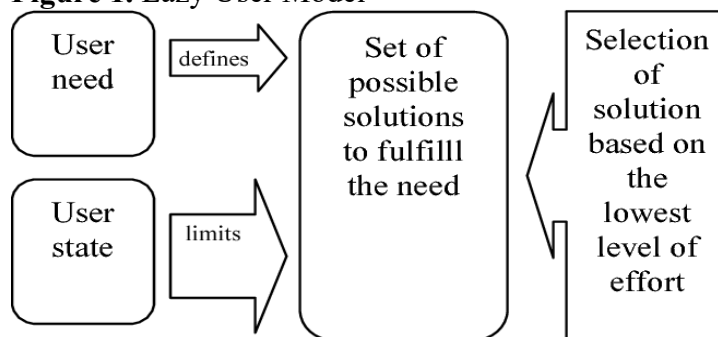 Figure 1. Lazy User Model
User
need
defines
Set of
possible
solutions
to fulfilll
the need
Selection
of
solution
based on
the
lowest
level of
effort
User
state
limits